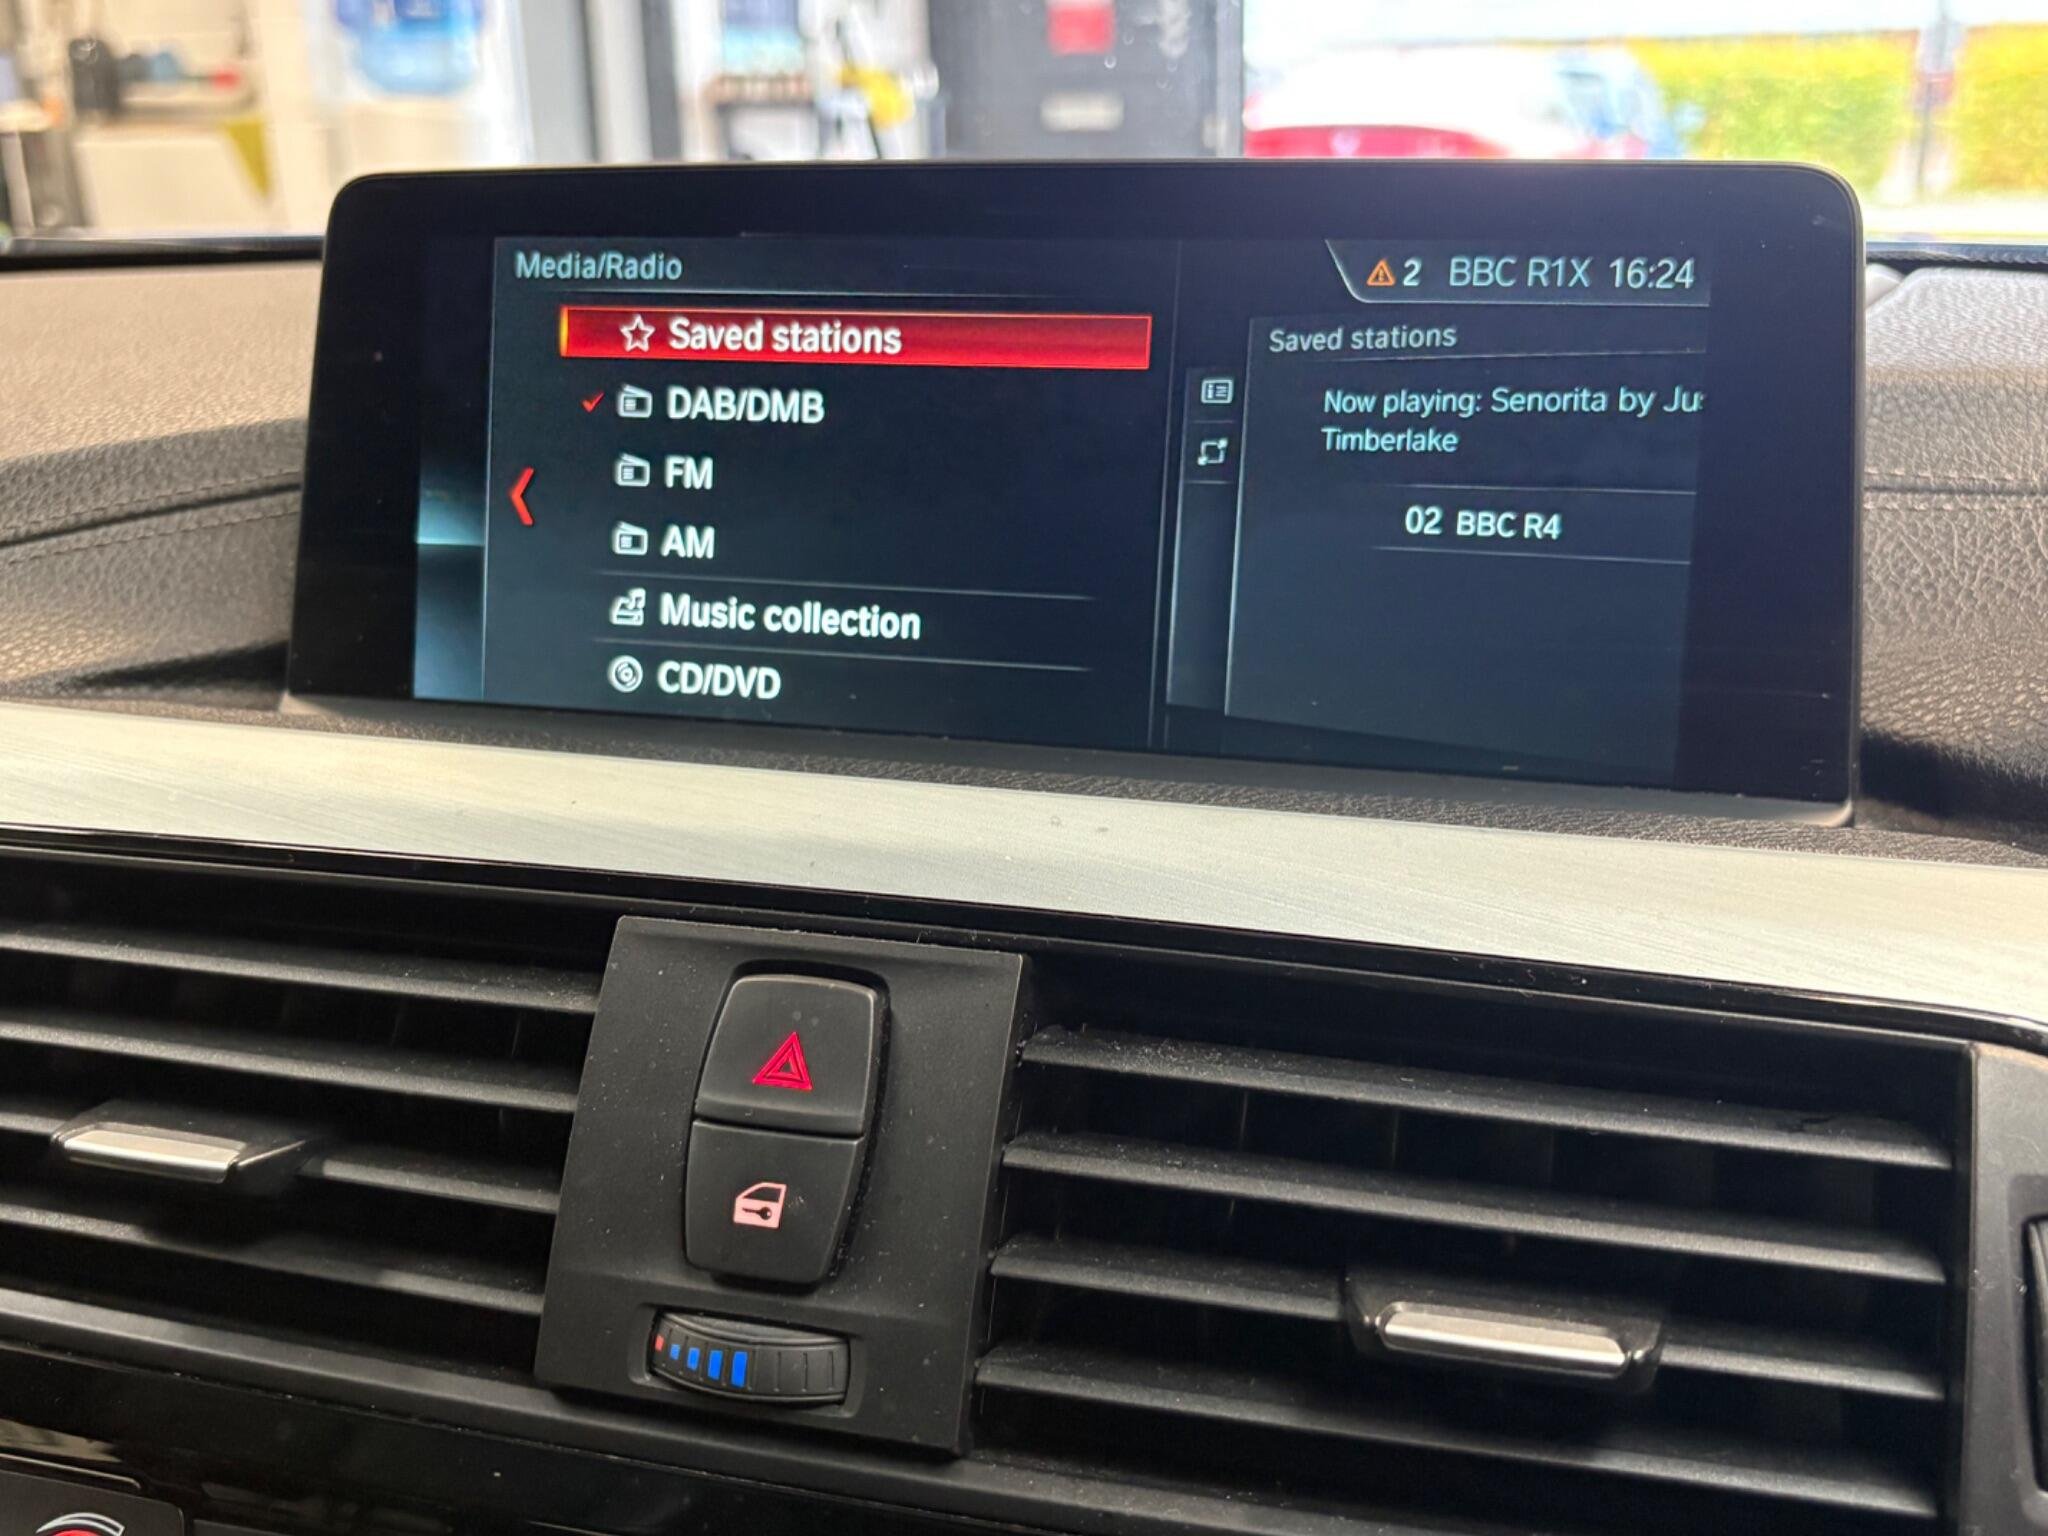 Media/Radio
2 BBC R1X 16:24
Saved stations
DAB/DMB
FM
AM
Music collection
CD/DVD
Saved stations
Now playing: Senorita by Ju
Timberlake
02 BBC R4